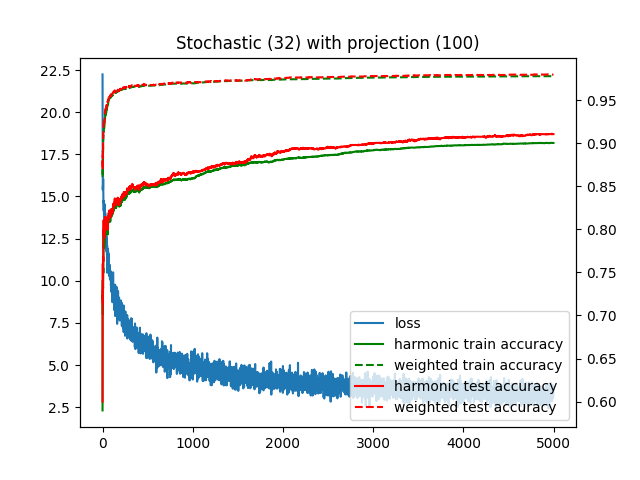 Stochastic (32) with projection (100)
22.5
20.0
17.5
15.0
12.5
10.0
7.5
5.0
2.5
0.95
0.90
0.85
0.80
0.75
0.70
0.65
0.60
loss
harmonic train accuracy
weighted train accuracy
harmonic test accuracy
weighted test accuracy
0 1000 2000 3000 4000 5000